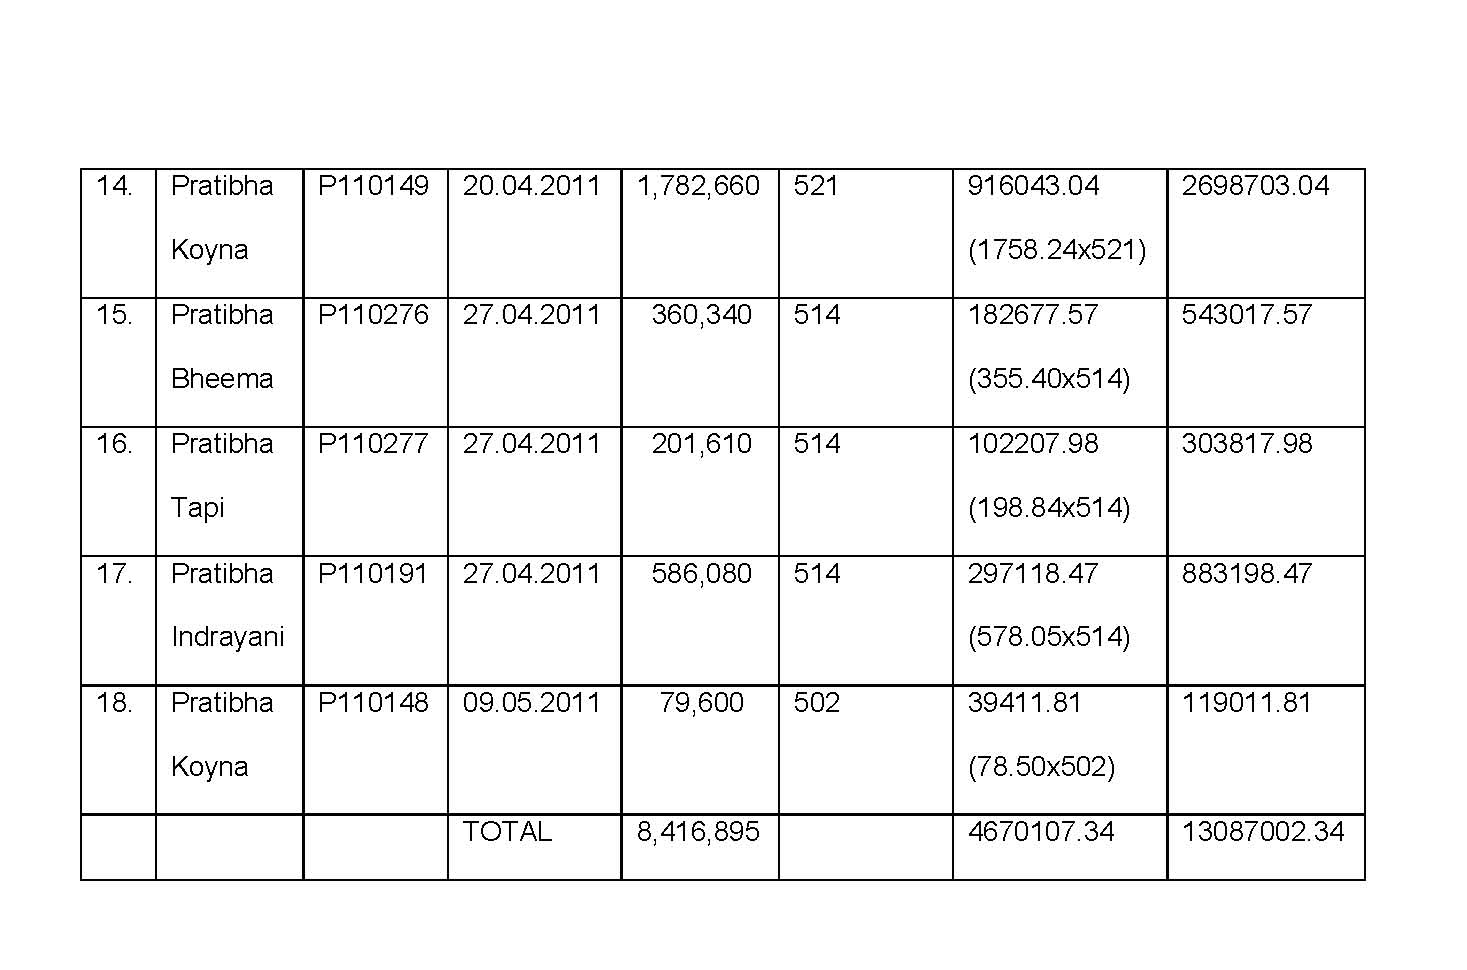 14. Pratibha P110149 20.04.2011 1,782,660 521 916043.04 2698703.04
Koyna (1758.24x521)
15. Pratibha P110276 27.04.2011 360,340 514 182677.57 543017.57
Bheema (355.40x514)
16. Pratibha P110277 27.04.2011 201,610 514 102207.98 303817.98
Tapi (198.84x514)
17. Pratibha P110191 27.04.2011 586,080 514 297118.47 883198.47
Indrayani (578.05x514)
18. Pratibha P110148 09.05.2011 79,600 502 39411.81 119011.81
Koyna (78.50x502)
TOTAL 8,416,895 4670107.34 13087002.34